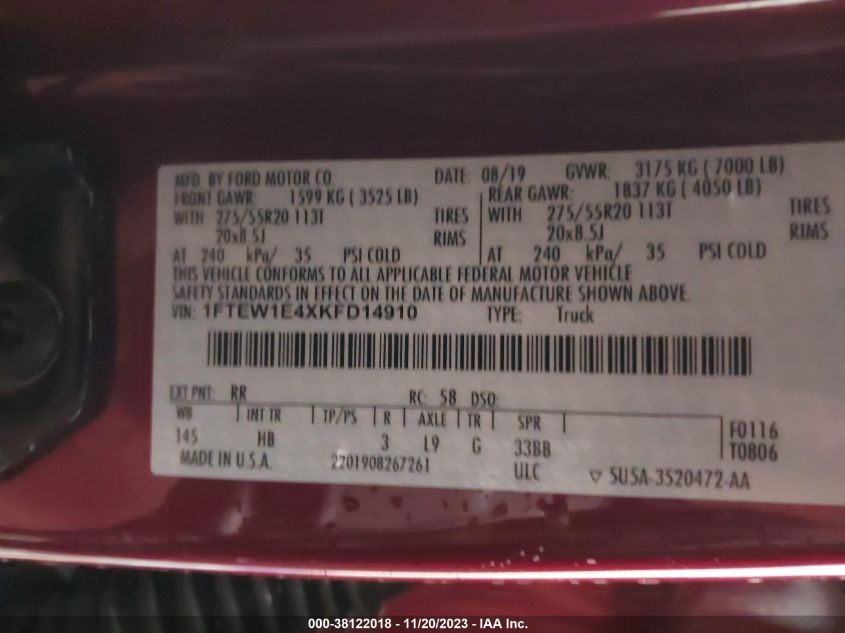 MFD. BY FORD MOTOR CO. DATE: 08/19 GVWR: 3175 KG ( 7000 LB)
FRONT GAWR: 1599 KG ( 3525 LB) REAR GAWR: 1837 KG ( 4050 LB)
WITH 275/55R20 113T TIRES WITH 275/55R20 113T TIRES
20x8.5J RIMS 20x8.5J RIMS
AT 240 kPa/ 35 PSI COLD AT 240 kPa/ 35 PSI COLD
THIS VEHICLE CONFORMS TO ALL APPLICABLE FEDERAL MOTOR VEHICLE
SAFETY STANDARDS IN EFFECT ON THE DATE OF MANUFACTURE SHOWN ABOVE.
VIN: 1FTEW1E4XKFD14910 TYPE: Truck
EXT PNT: RR RC: 58 DSO:
WB INT TR TP/PS R AXLE TR SPR F0116
145 HB 3 L9 G 33BB T0806
MADE IN U.S.A. 2201908267261 ULC ▽ SU5A-3520472-AA
000-38122018 - 11/20/2023 - IAA Inc.